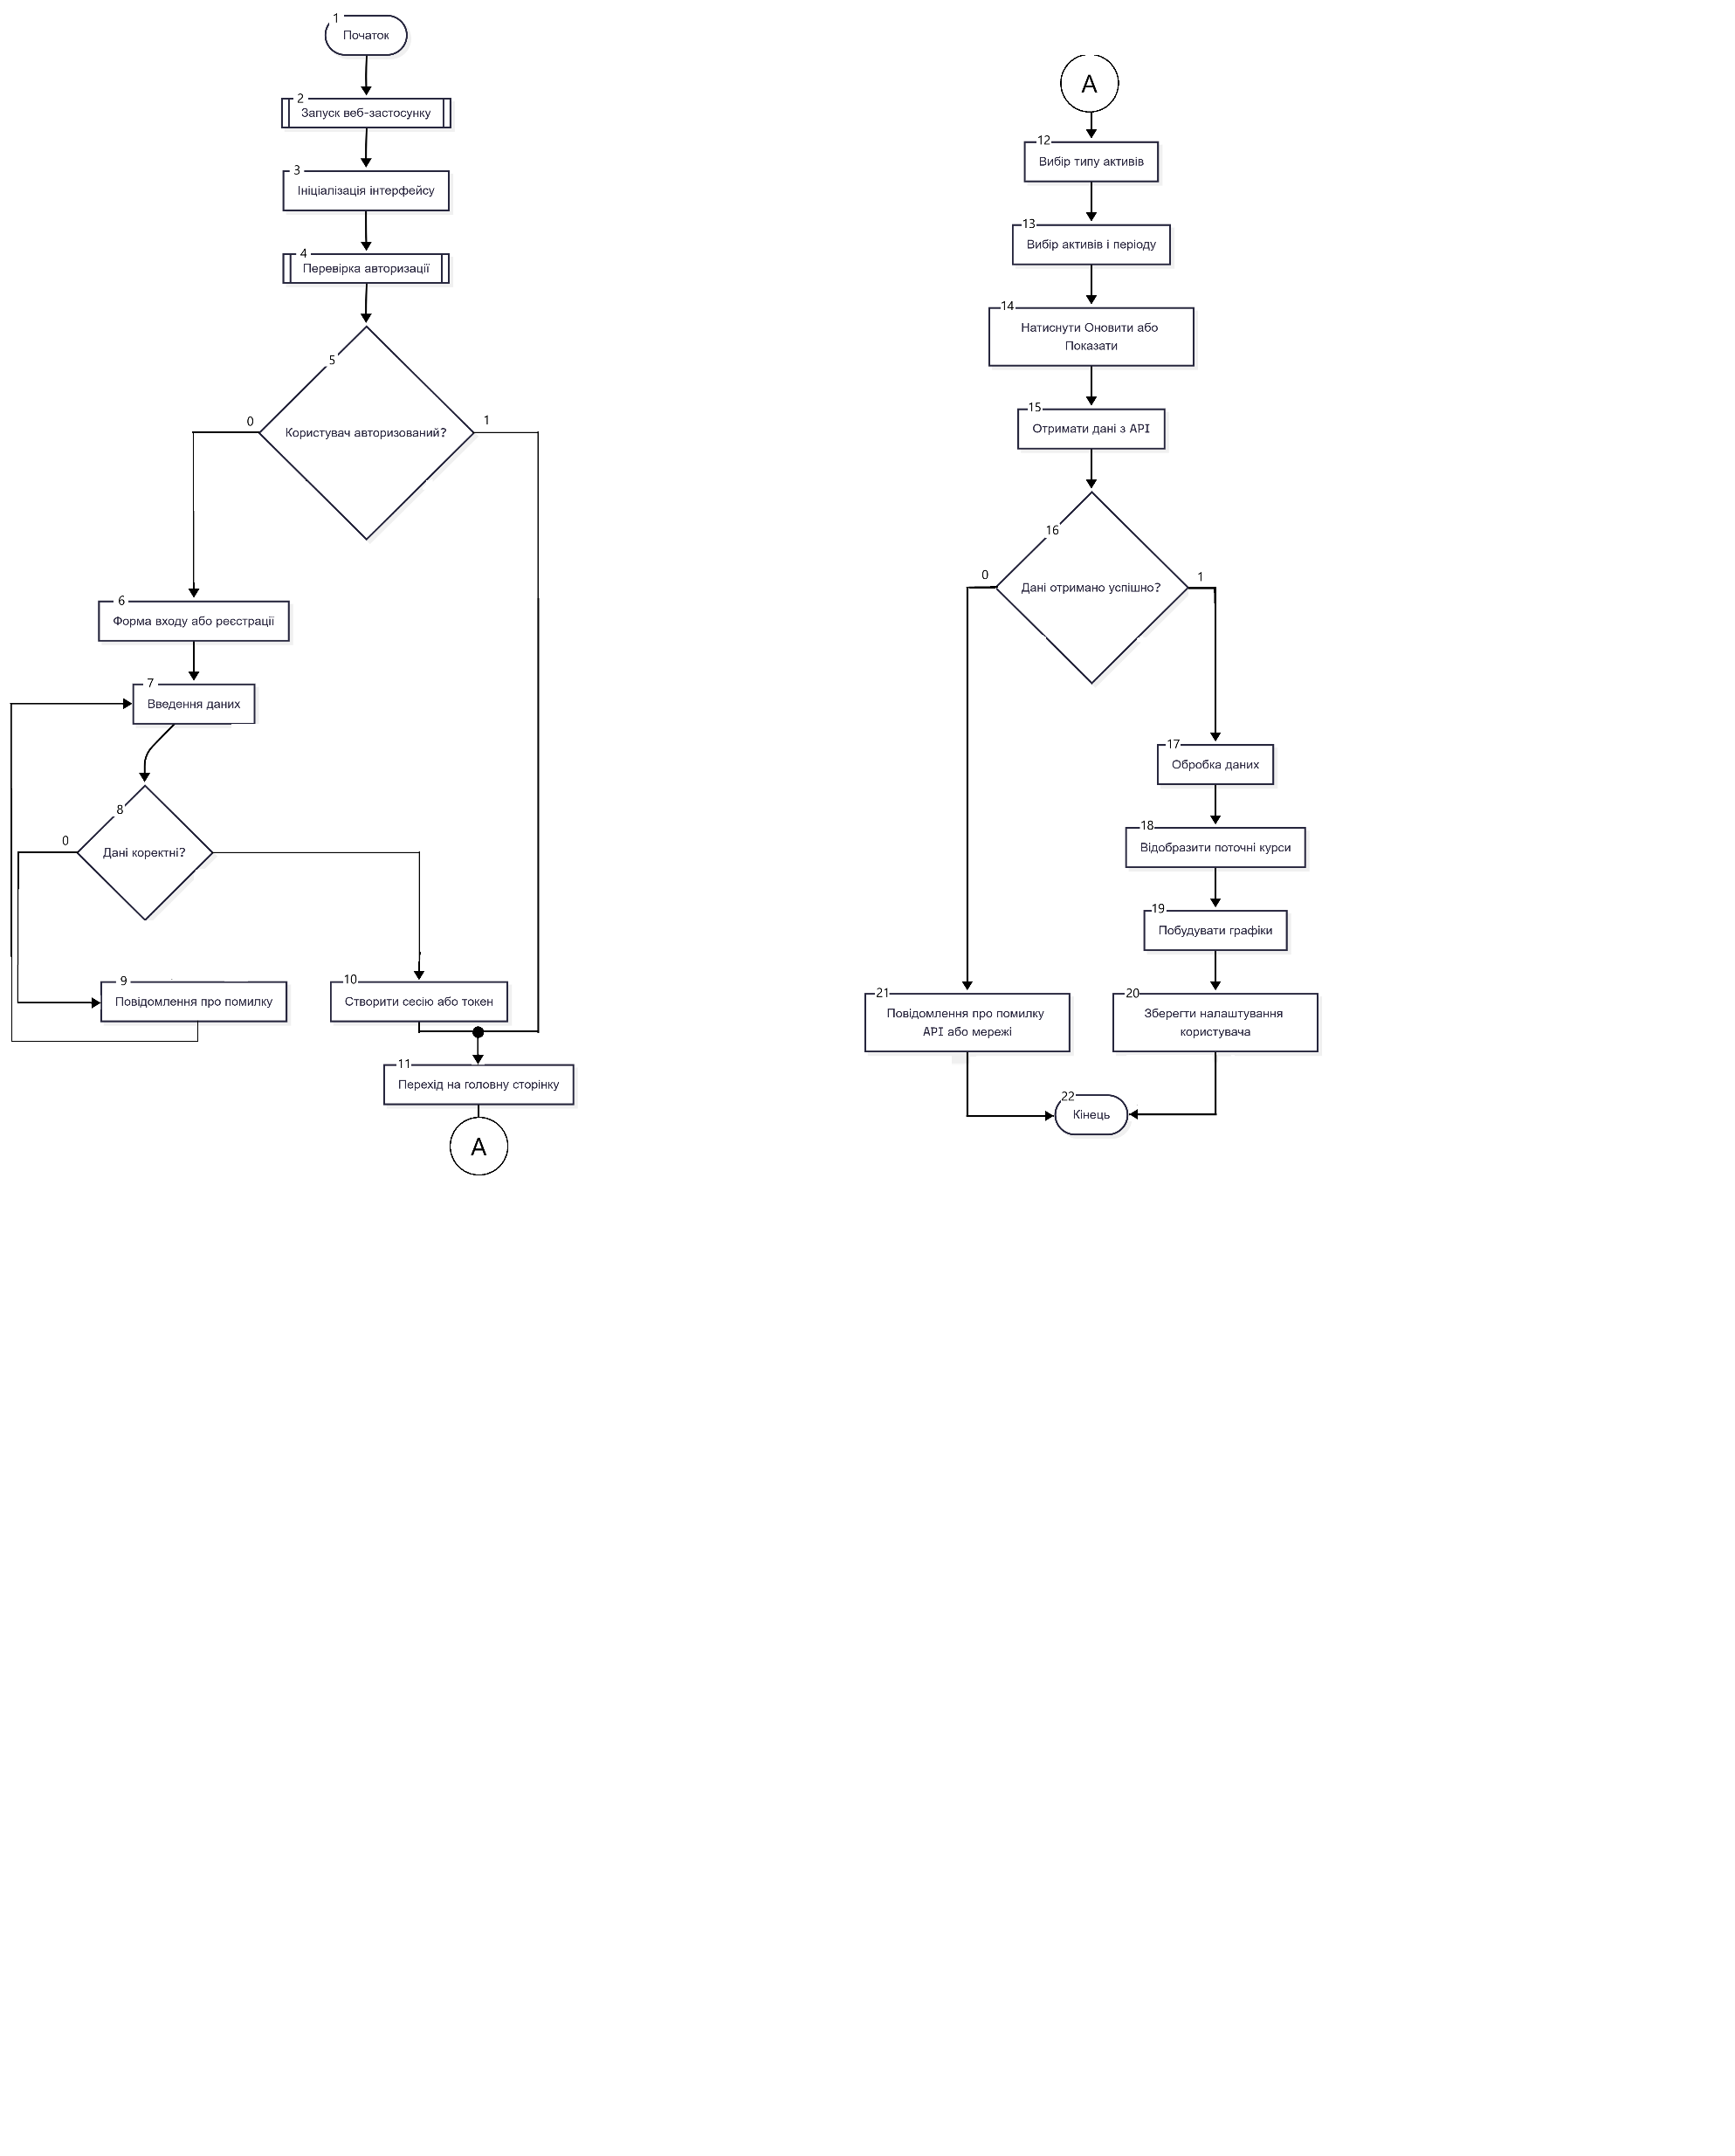 1
Початок
2
Запуск веб-застосунку
3
Ініціалізація інтерфейсу
4
Перевірка авторизації
5
0
1
Користувач авторизований?
6
Форма входу або реєстрації
7
Введення даних
8
0
Дані коректні?
9
Повідомлення про помилку
10
Створити сесію або токен
11
Перехід на головну сторінку
A
A
12
Вибір типу активів
13
Вибір активів і періоду
14
Натиснути Оновити або
Показати
15
Отримати дані з API
16
0
1
Дані отримано успішно?
17
Обробка даних
18
Відобразити поточні курси
19
Побудувати графіки
21
Повідомлення про помилку
API або мережі
20
Зберегти налаштування
користувача
22
Кінець